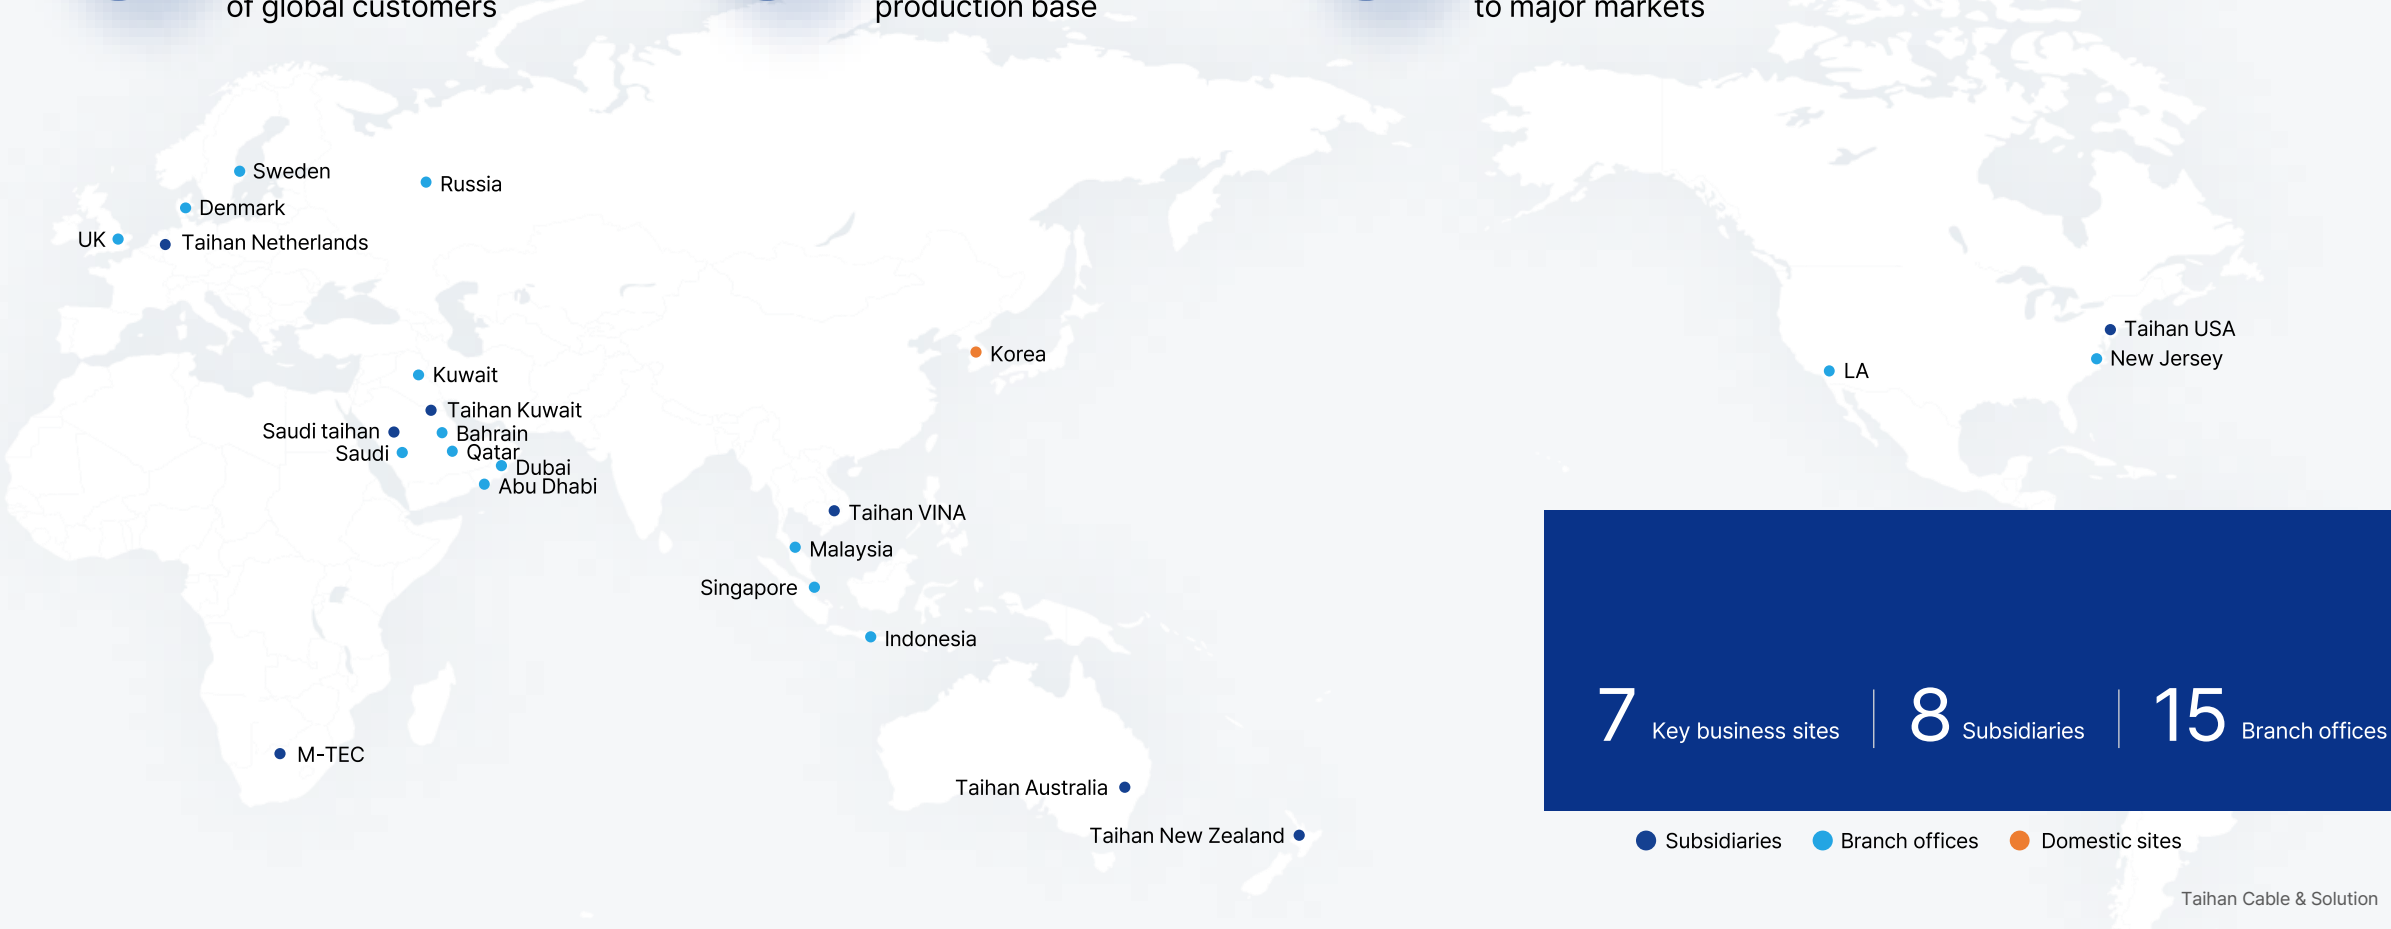 of global customers
production base
to major markets
Sweden
Russia
Denmark
UK
Taihan Netherlands
Taihan USA
Korea
New Jersey
LA
Kuwait
Taihan Kuwait
Saudi taihan
Bahrain
Saudi
Qatar
Dubai
Abu Dhabi
Taihan VINA
Malaysia
Singapore
Indonesia
M-TEC
Taihan Australia
Taihan New Zealand
7 Key business sites
8 Subsidiaries
15 Branch offices
Subsidiaries
Branch offices
Domestic sites
Taihan Cable & Solution